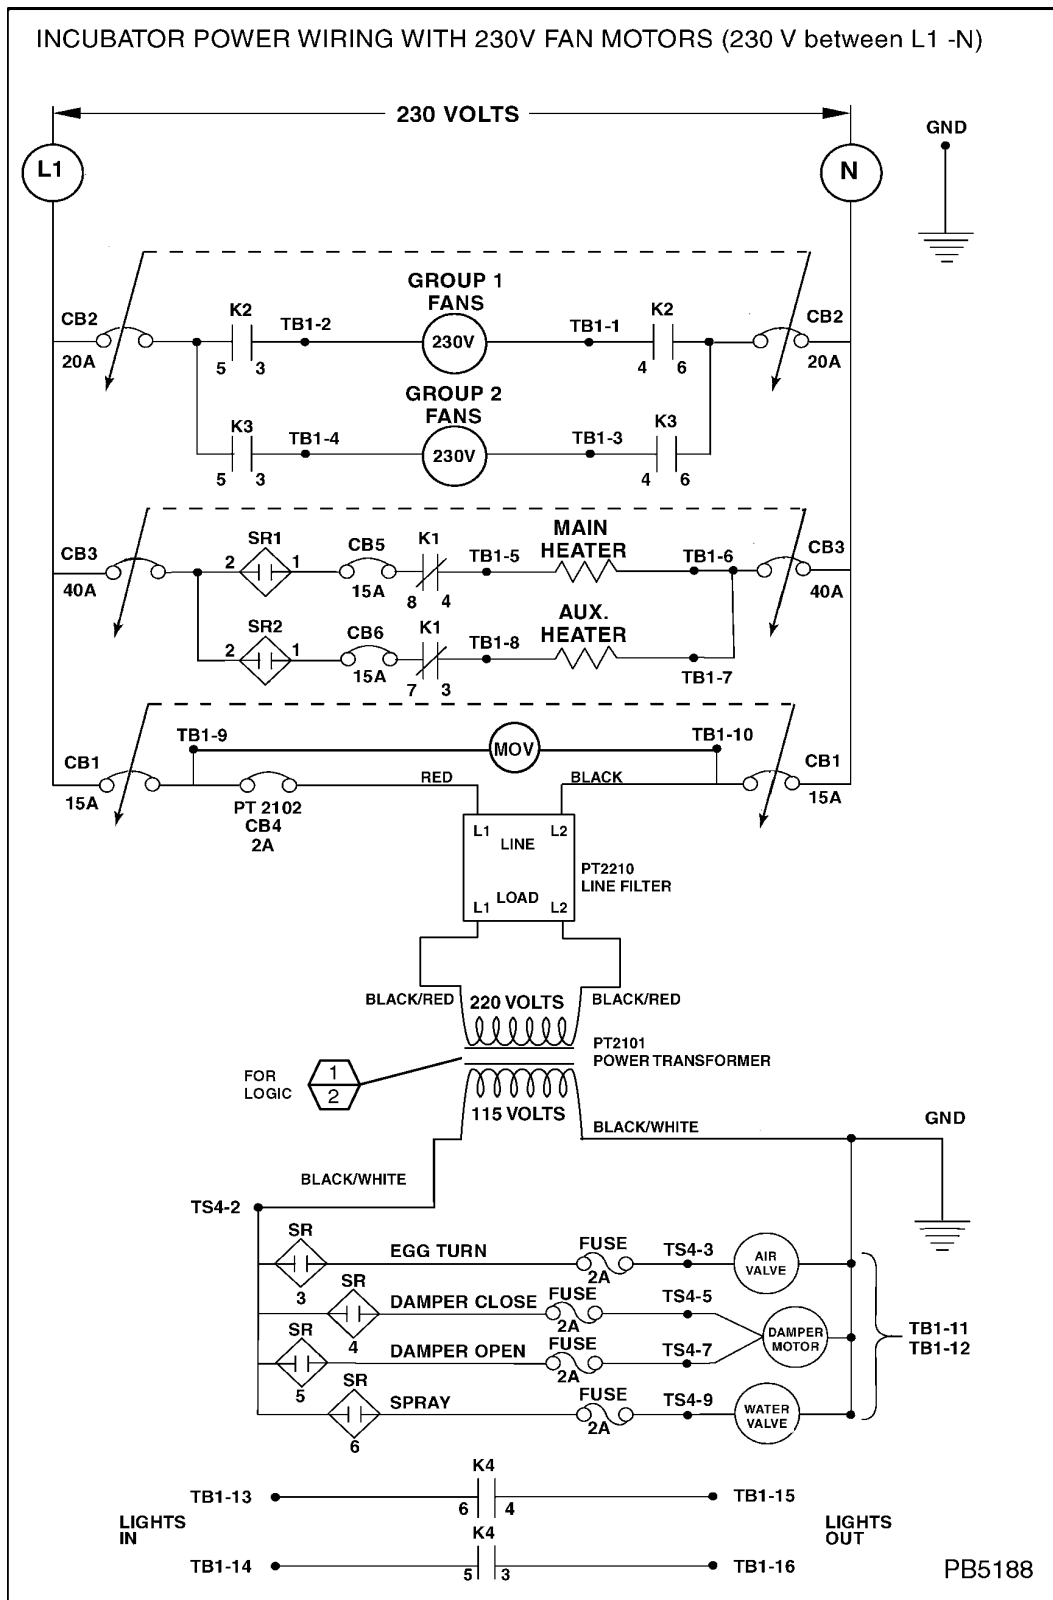 INCUBATOR POWER WIRING WITH 230V FAN MOTORS (230 V between L1 -N)
230 VOLTS
L1
N
GND
GROUP 1
FANS
CB2
20A
K2
5 3
TB1-2
230V
TB1-1
K2
4 6
CB2
20A
GROUP 2
FANS
K3
5 3
TB1-4
230V
TB1-3
K3
4 6
CB3
40A
SR1
2 1
CB5
15A
K1
8 4
TB1-5
MAIN
HEATER
TB1-6
CB3
40A
SR2
2 1
CB6
15A
K1
7 3
TB1-8
AUX.
HEATER
TB1-7
TB1-9
MOV
TB1-10
CB1
15A
PT 2102
CB4
2A
RED
BLACK
CB1
15A
L1 L2
LINE
LOAD
L1 L2
PT2210
LINE FILTER
BLACK/RED
220 VOLTS
BLACK/RED
PT2101
POWER TRANSFORMER
FOR
LOGIC
1
2
115 VOLTS
BLACK/WHITE
GND
BLACK/WHITE
TS4-2
SR
3
EGG TURN
FUSE
2A
TS4-3
AIR
VALVE
SR
4
DAMPER CLOSE
FUSE
2A
TS4-5
DAMPER
MOTOR
TB1-11
TB1-12
SR
5
DAMPER OPEN
FUSE
2A
TS4-7
SR
6
SPRAY
FUSE
2A
TS4-9
WATER
VALVE
K4
TB1-13
6 4
TB1-15
LIGHTS
IN
LIGHTS
OUT
K4
TB1-14
5 3
TB1-16
PB5188